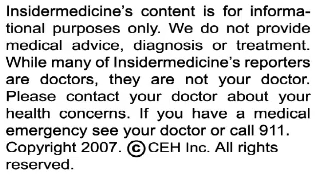 Insidermedicine's content is for informa-
tional purposes only. We do not provide
medical advice, diagnosis or treatment.
While many of Insidermedicine's reporters
are doctors, they are not your doctor.
Please contact your doctor about your
health concerns. If you have a medical
emergency see your doctor or call 911.
Copyright 2007. ©CEH Inc. All rights
reserved.